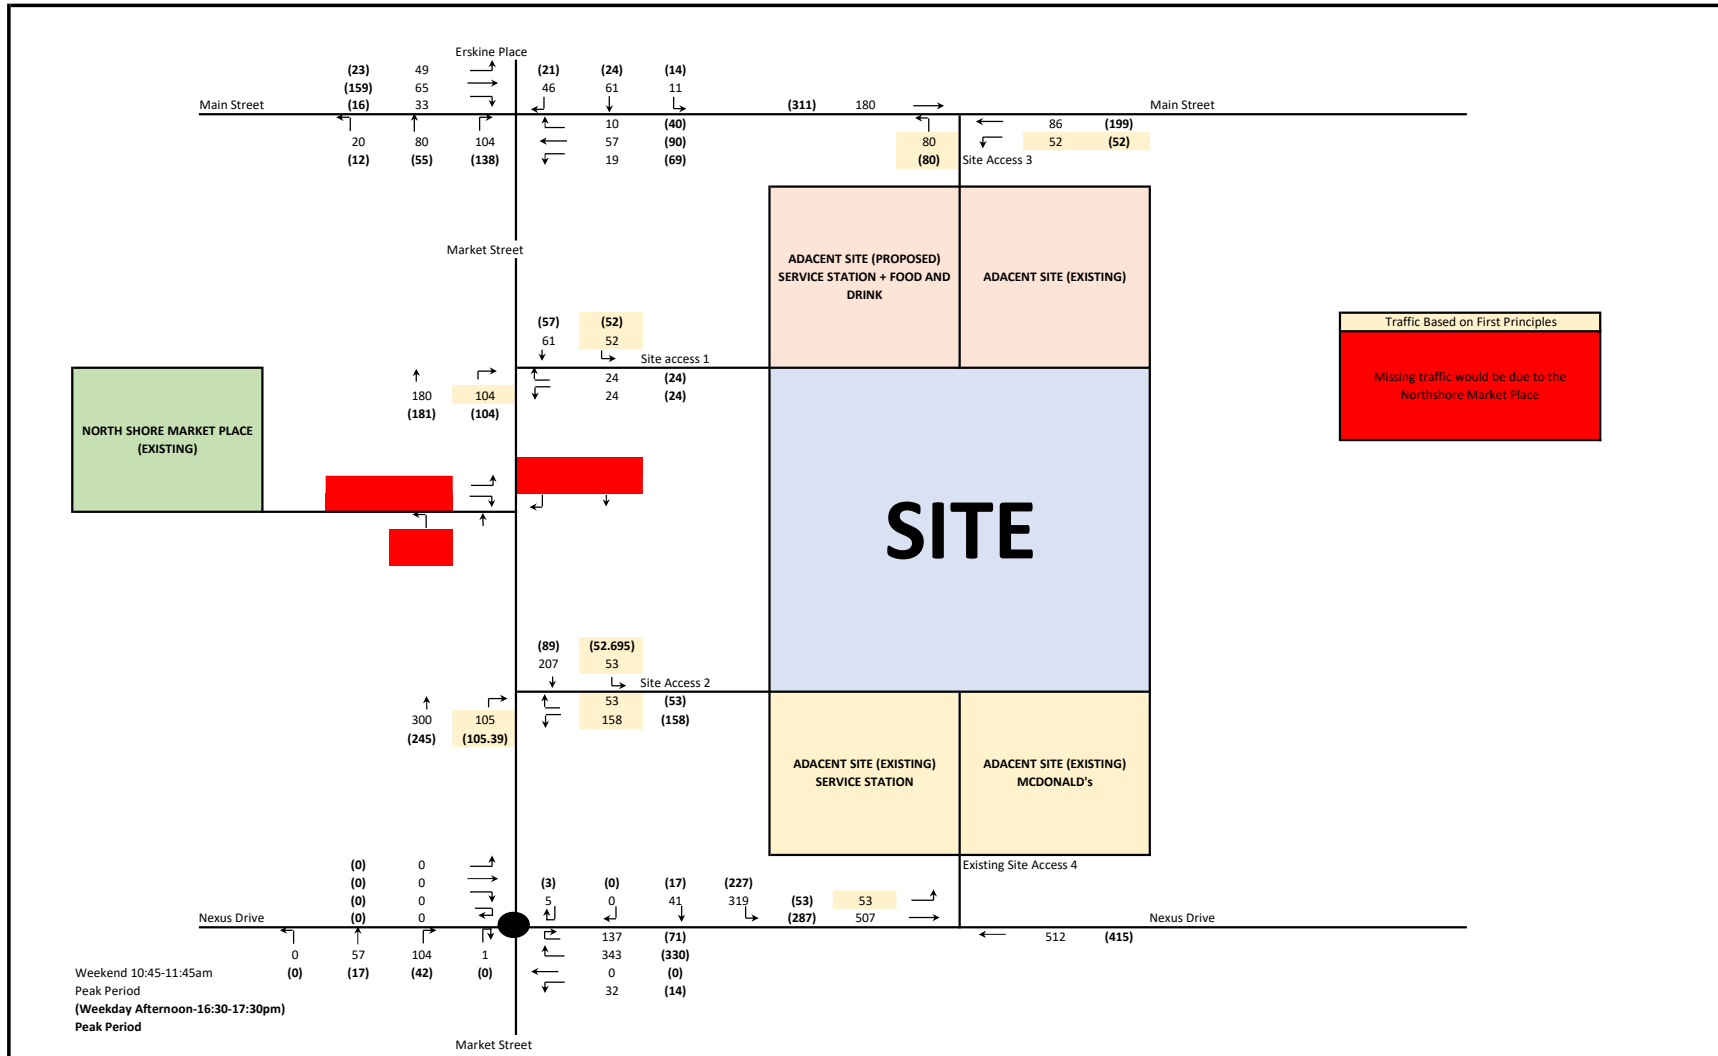 Erskine Place
(23) 49 (21) (24) (14)
(159) 65 46 61 11
Main Street (16) 33 (311) 180 Main Street
20 80 104 10 (40) 86 (199)
(12) (55) (138) 57 (90) 80 52 (52)
19 (69) (80) Site Access 3
Market Street
ADACENT SITE (PROPOSED)
SERVICE STATION + FOOD AND
DRINK
ADJACENT SITE (EXISTING)
Traffic Based on First Principles
Missing traffic would be due to the
Northshore Market Place
(57) (52)
61 52
Site access 1
180 104 24 (24)
(181) (104) 24 (24)
NORTH SHORE MARKET PLACE
(EXISTING)
SITE
(89) (52.695)
207 53
Site Access 2
300 105 53 (53)
(245) (105.39) 158 (158)
ADACENT SITE (EXISTING)
SERVICE STATION
ADACENT SITE (EXISTING)
MCDONALD's
Existing Site Access 4
(0) 0
(0) 0 (3) (0) (17) (227)
(0) 0 5 0 41 319 (53) 53
Nexus Drive (0) 0 (287) 507 Nexus Drive
0 57 104 1 137 (71) 512 (415)
(0) (17) (42) (0) 343 (330)
0 (0)
32 (14)
Weekend 10:45-11:45am
Peak Period
(Weekday Afternoon-16:30-17:30pm)
Peak Period
Market Street